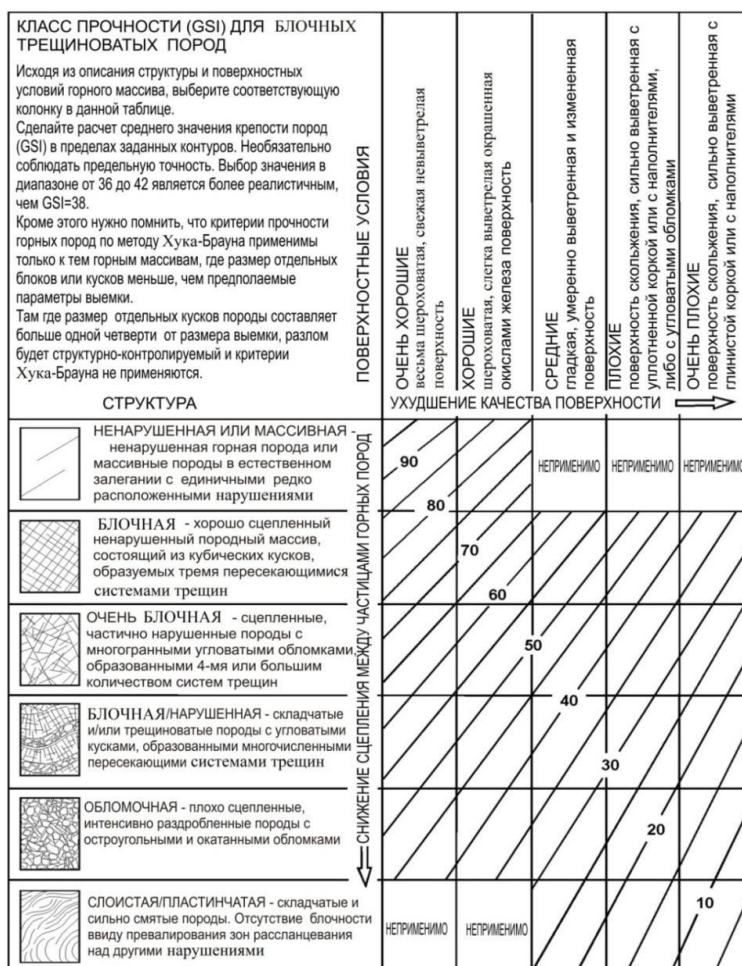 КЛАСС ПРОЧНОСТИ (GSI) ДЛЯ БЛОЧНЫХ
ТРЕЩИНОВАТЫХ ПОРОД
Исходя из описания структуры и поверхностных
условий горного массива, выберите соответствующую
колонку в данной таблице.
Сделайте расчет среднего значения крепости пород
(GSI) в пределах заданных контуров. Необязательно
соблюдать предельную точность. Выбор значения в
диапазоне от 36 до 42 является более реалистичным,
чем GSI=38.
Кроме этого нужно помнить, что критерии прочности
горных пород по методу Хука-Брауна применимы
только к тем горным массивам, где размер отдельных
блоков или кусков меньше, чем предполаемые
параметры выемки.
Там где размер отдельных кусков породы составляет
больше одной четверти от размера выемки, разлом
будет структурно-контролируемый и критерии
Хука-Брауна не применяются.
ПОВЕРХНОСТНЫЕ УСЛОВИЯ
ОЧЕНЬ ХОРОШИЕ
весьма шероховатая, свежая невыветрелая
поверхность
ХОРОШИЕ
шероховатая, слегка выветрелая окрашенная
окислами железа поверхность
СРЕДНИЕ
гладкая, умеренно выветренная и измененная
поверхность
ПЛОХИЕ
поверхность скольжения, сильно выветренная с
уплотненной коркой или с наполнителями,
либо с угловатыми обломками
ОЧЕНЬ ПЛОХИЕ
поверхность скольжения, сильно выветренная с
глинистой коркой или с наполнителями
СТРУКТУРА
УХУДШЕНИЕ КАЧЕСТВА ПОВЕРХНОСТИ
СНИЖЕНИЕ СЦЕПЛЕНИЯ МЕЖДУ ЧАСТИЦАМИ ГОРНЫХ ПОРОД
НЕНАРУШЕННАЯ ИЛИ МАССИВНАЯ -
ненарушенная горная порода или
массивные породы в естественном
залегании с единичными редко
расположенными нарушениями
90
80
НЕПРИМЕНИМО
НЕПРИМЕНИМО
НЕПРИМЕНИМО
БЛОЧНАЯ - хорошо сцепленный
ненарушенный породный массив,
состоящий из кубических кусков,
образуемых тремя пересекающимися
системами трещин
70
60
ОЧЕНЬ БЛОЧНАЯ - сцепленные,
частично нарушенные породы с
многогранными угловатыми обломками,
образованными 4-мя или большим
количеством систем трещин
50
40
БЛОЧНАЯ/НАРУШЕННАЯ - складчатые
и/или трещиноватые породы с угловатыми
кусками, образованными многочисленными
пересекающими системами трещин
30
ОБЛОМОЧНАЯ - плохо сцепленные,
интенсивно раздробленные породы с
остроугольными и окатанными обломками
20
СЛОИСТАЯ/ПЛАСТИНЧАТАЯ - складчатые и
сильно смятые породы. Отсутствие блочности
ввиду превалирования зон рассланцевания
над другими нарушениями
НЕПРИМЕНИМО
НЕПРИМЕНИМО
10